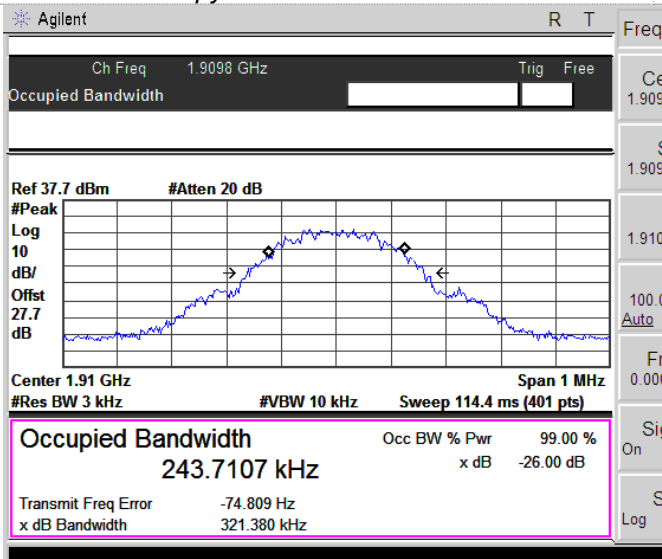 Agilent R T
Freq
Ch Freq 1.9098 GHz Trig Free
Occupied Bandwidth
Ce
1.909
S
1.909
1.910
100.0
Auto
Fr
0.000
Sig
On
S
Log
Ref 37.7 dBm #Atten 20 dB
#Peak
Log
10
dB/
Offst
27.7
dB
Center 1.91 GHz Span 1 MHz
#Res BW 3 kHz #VBW 10 kHz Sweep 114.4 ms (401 pts)
Occupied Bandwidth Occ BW % Pwr 99.00 %
243.7107 kHz x dB -26.00 dB
Transmit Freq Error -74.809 Hz
x dB Bandwidth 321.380 kHz